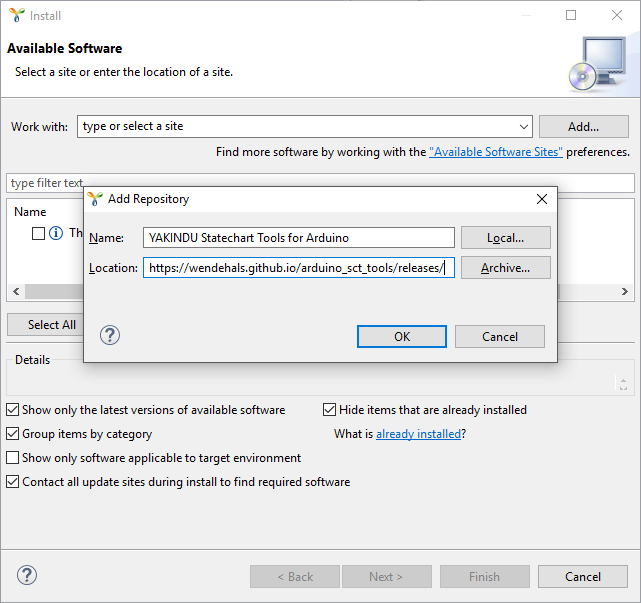 Install
Available Software
Select a site or enter the location of a site.
Work with: type or select a site Add...
Find more software by working with the "Available Software Sites" preferences.
type filter text
Name
Th
Add Repository
Name: YAKINDU Statechart Tools for Arduino Local...
Location: https://wendehals.github.io/arduino_sct_tools/releases/ Archive...
OK Cancel
Select All
Details
Show only the latest versions of available software Hide items that are already installed
Group items by category What is already installed?
Show only software applicable to target environment
Contact all update sites during install to find required software
< Back Next > Finish Cancel